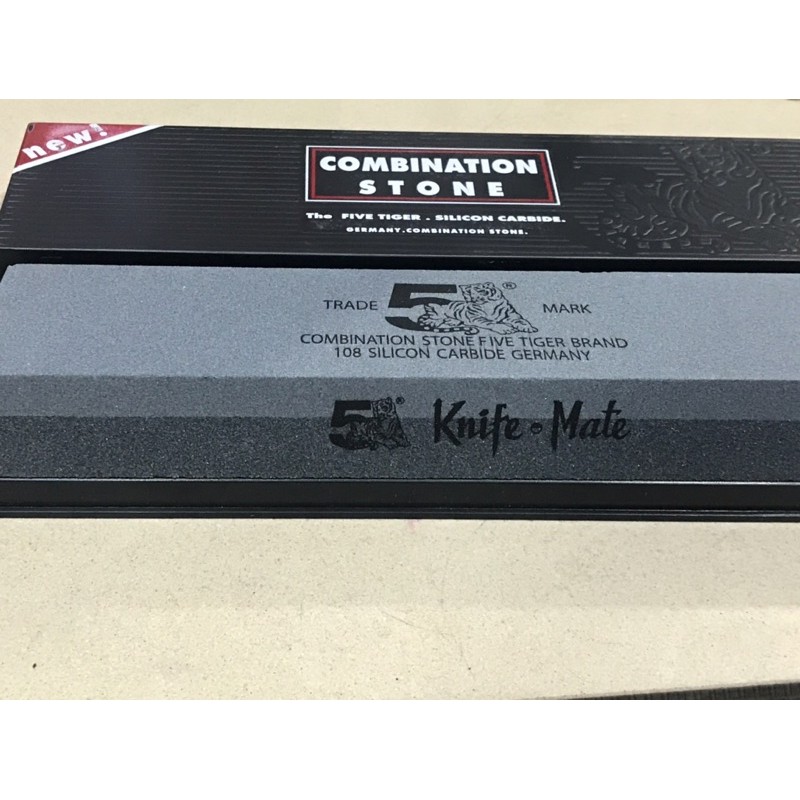 new!
COMBINATION
STONE
The FIVE TIGER . SILICON CARBIDE.
GERMANY.COMBINATION STONE.
TRADE 5 ® MARK
COMBINATION STONE FIVE TIGER BRAND
108 SILICON CARBIDE GERMANY
5 ® Knife • Mate